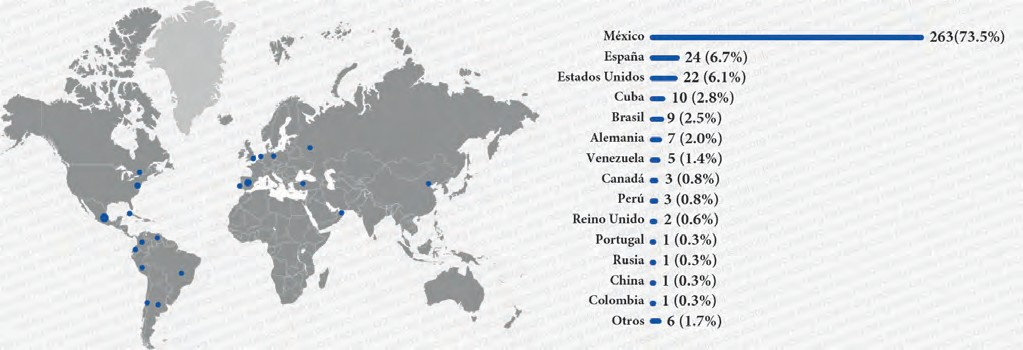 México 263(73.5%)
España 24 (6.7%)
Estados Unidos 22 (6.1%)
Cuba 10 (2.8%)
Brasil 9 (2.5%)
Alemania 7 (2.0%)
Venezuela 5 (1.4%)
Canadá 3 (0.8%)
Perú 3 (0.8%)
Reino Unido 2 (0.6%)
Portugal 1 (0.3%)
Rusia 1 (0.3%)
China 1 (0.3%)
Colombia 1 (0.3%)
Otros 6 (1.7%)